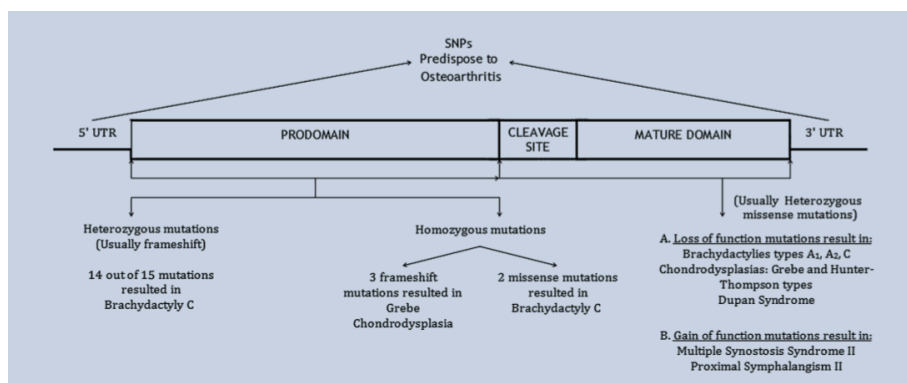 SNPs
Predispose to
Osteoarthritis
5' UTR
PRODOMAIN
CLEAVAGE
SITE
MATURE DOMAIN
3' UTR
Heterozygous mutations
(Usually frameshift)
14 out of 15 mutations
resulted in
Brachydactyly C
Homozygous mutations
3 frameshift
mutations resulted in
Grebe
Chondrodysplasia
2 missense mutations
resulted in
Brachydactyly C
(Usually Heterozygous
missense mutations)
A. Loss of function mutations result in:
Brachydactylies types A₁, A₂, C
Chondrodysplasias: Grebe and Hunter-
Thompson types
Dupan Syndrome
B. Gain of function mutations result in:
Multiple Synostosis Syndrome II
Proximal Symphalangism II